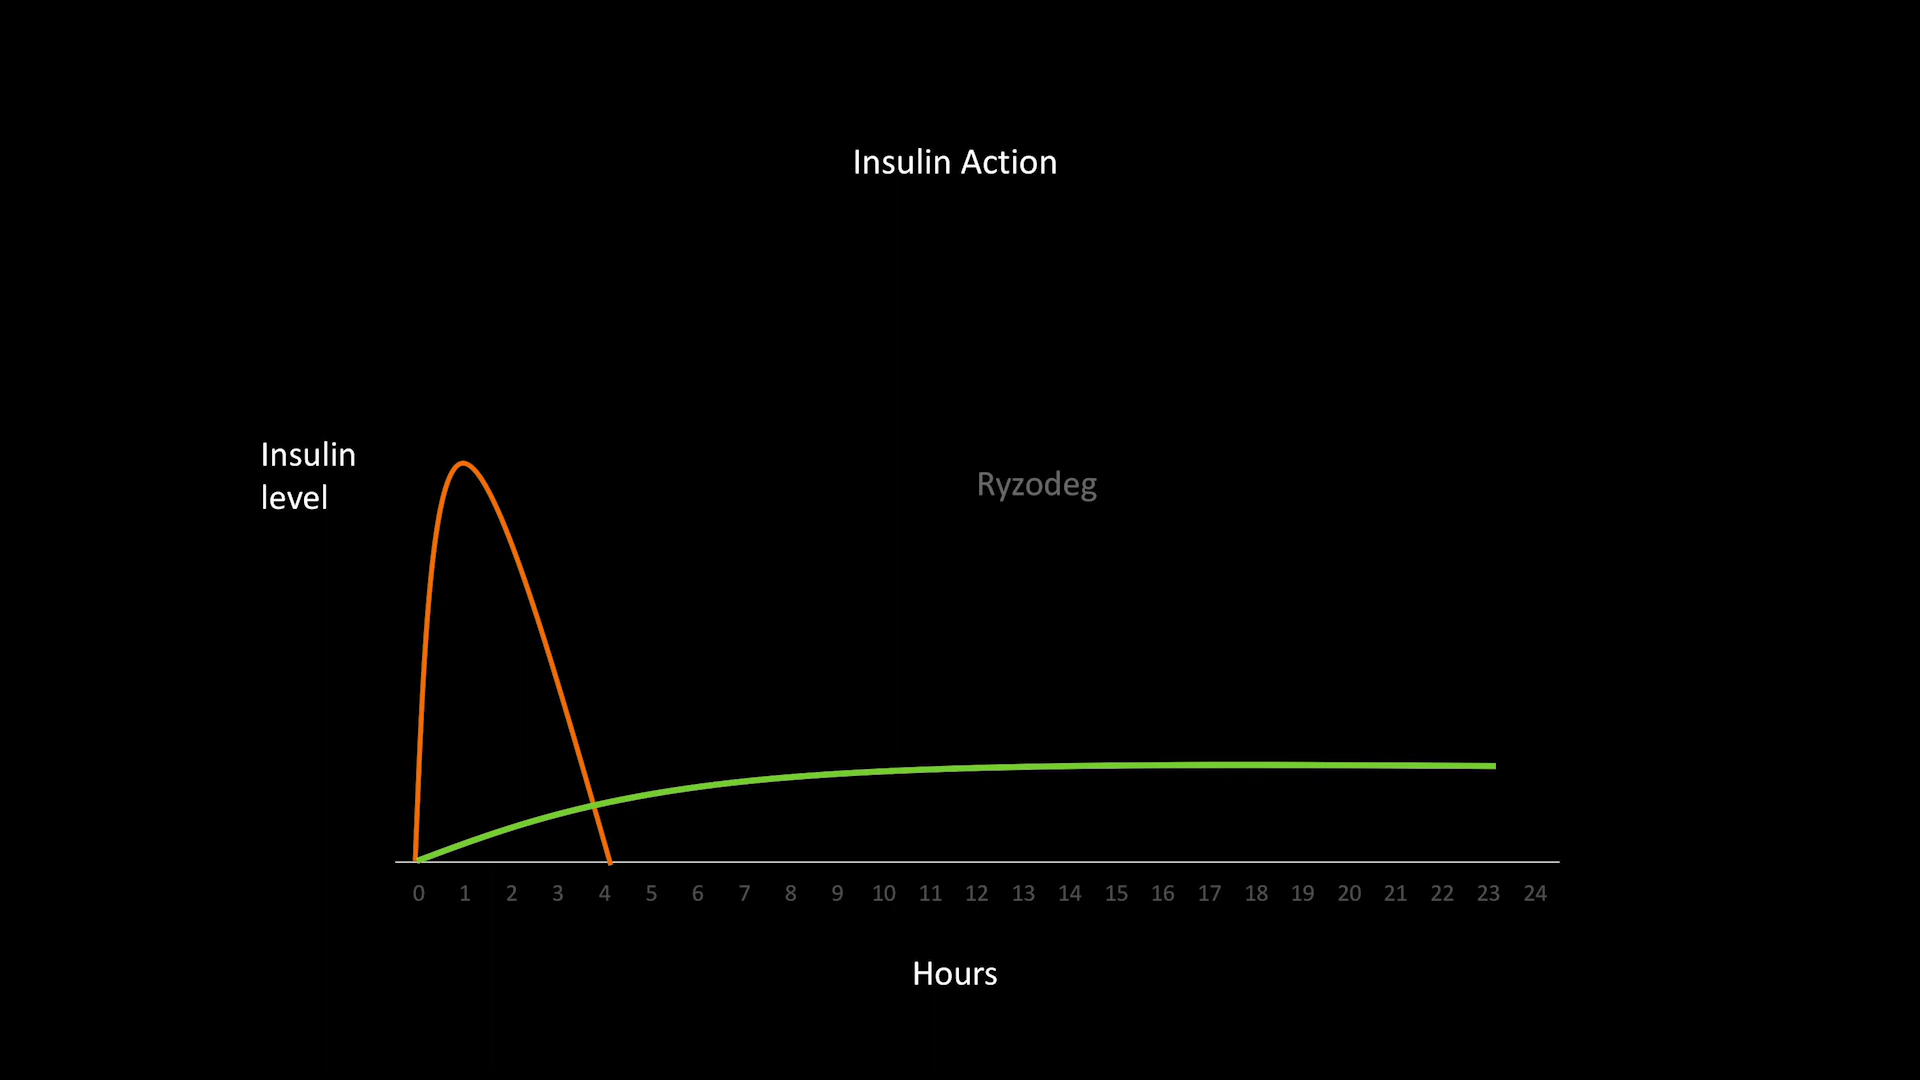 Insulin Action
Insulin
level
Ryzodeg
0 1 2 3 4 5 6 7 8 9 10 11 12 13 14 15 16 17 18 19 20 21 22 23 24
Hours